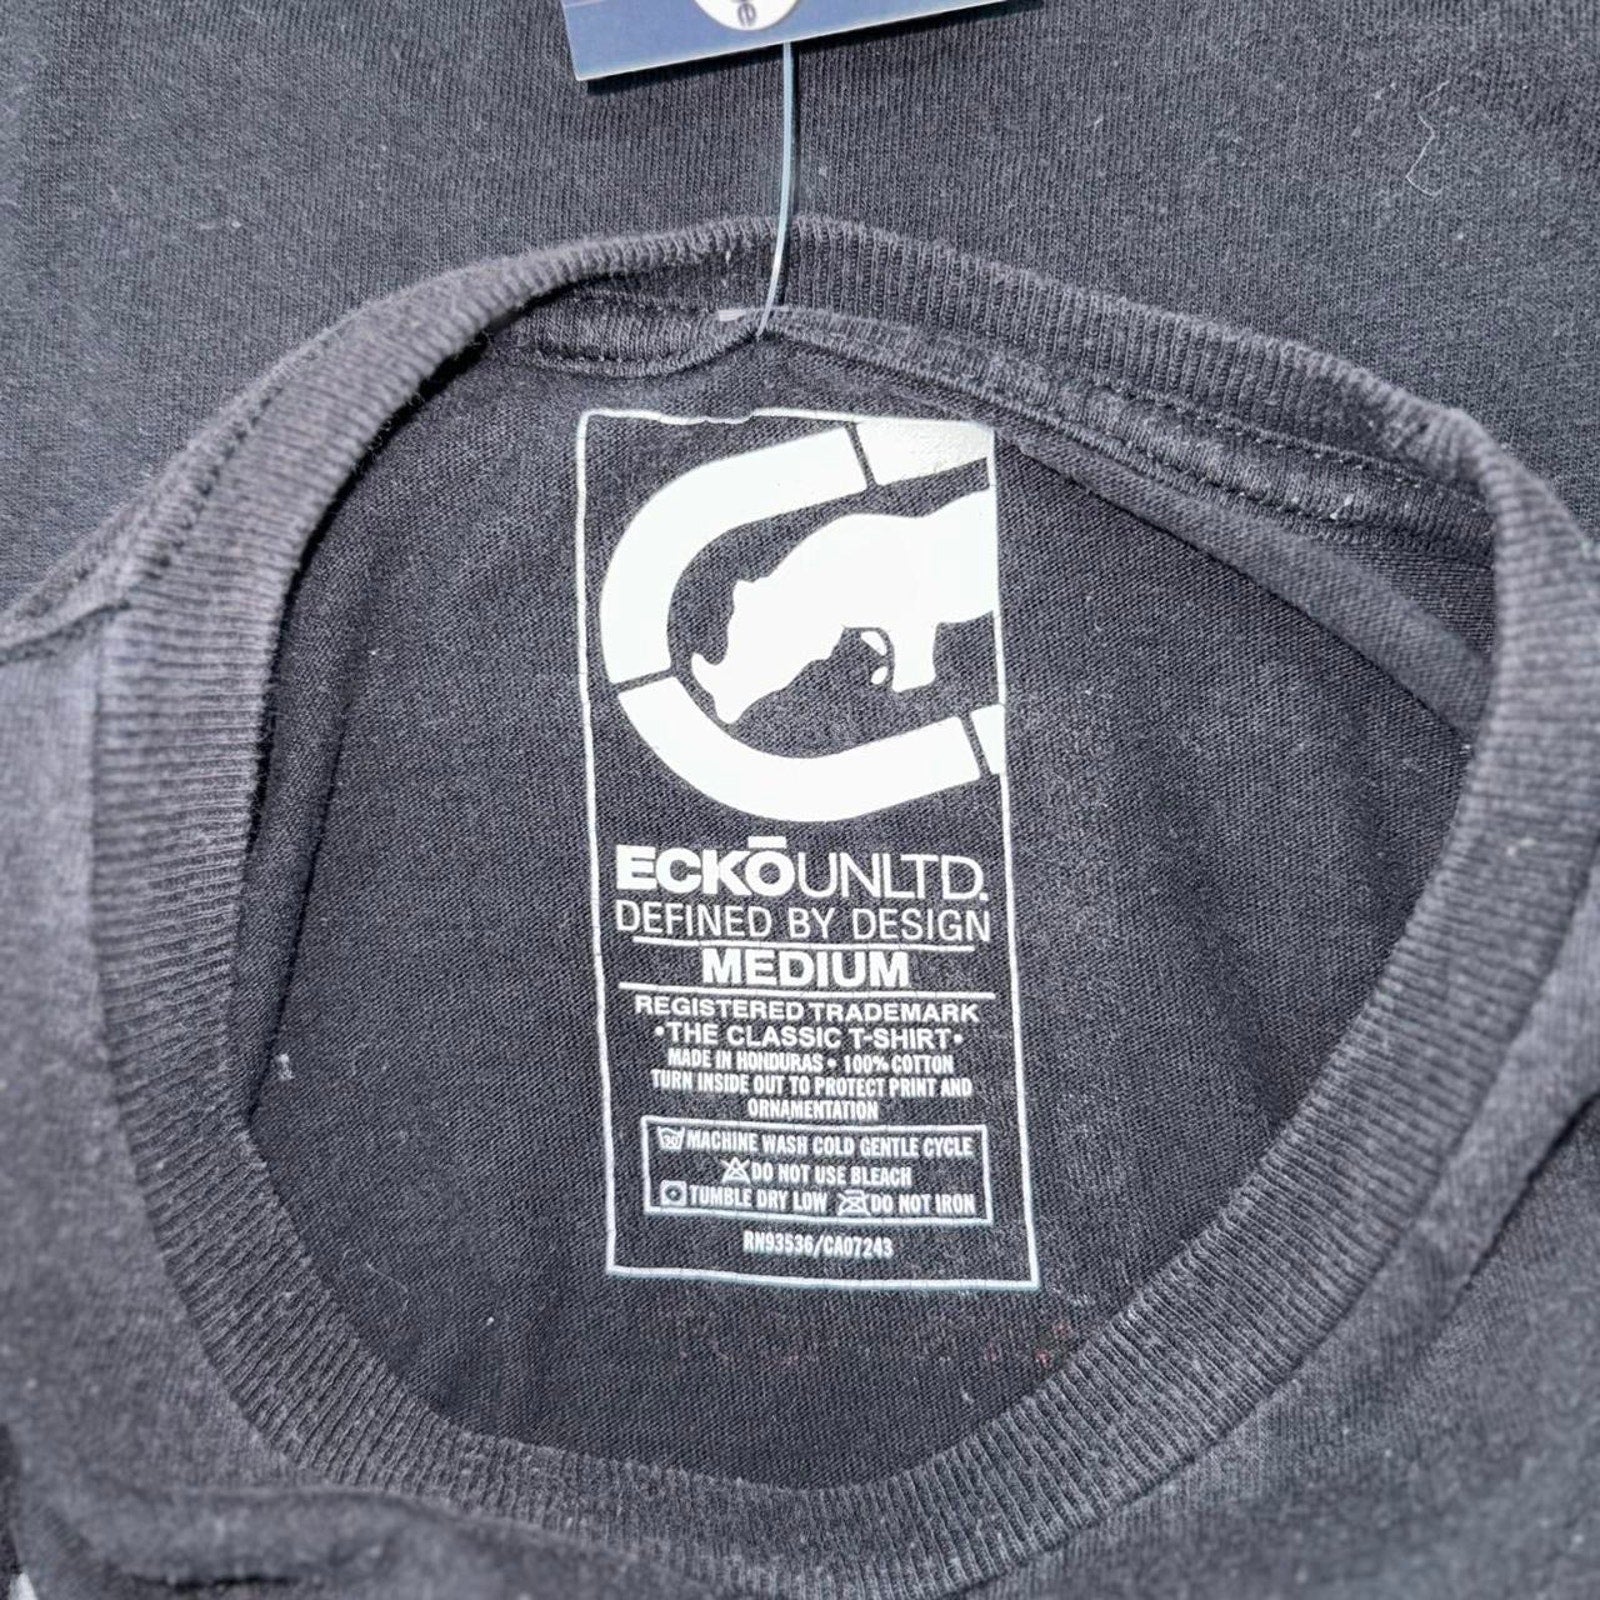 ECKŌUNLTD.
DEFINED BY DESIGN
MEDIUM
REGISTERED TRADEMARK
•THE CLASSIC T-SHIRT•
MADE IN HONDURAS • 100% COTTON
TURN INSIDE OUT TO PROTECT PRINT AND
ORNAMENTATION
30 MACHINE WASH COLD GENTLE CYCLE
DO NOT USE BLEACH
TUMBLE DRY LOW DO NOT IRON
RN93536/CA07243